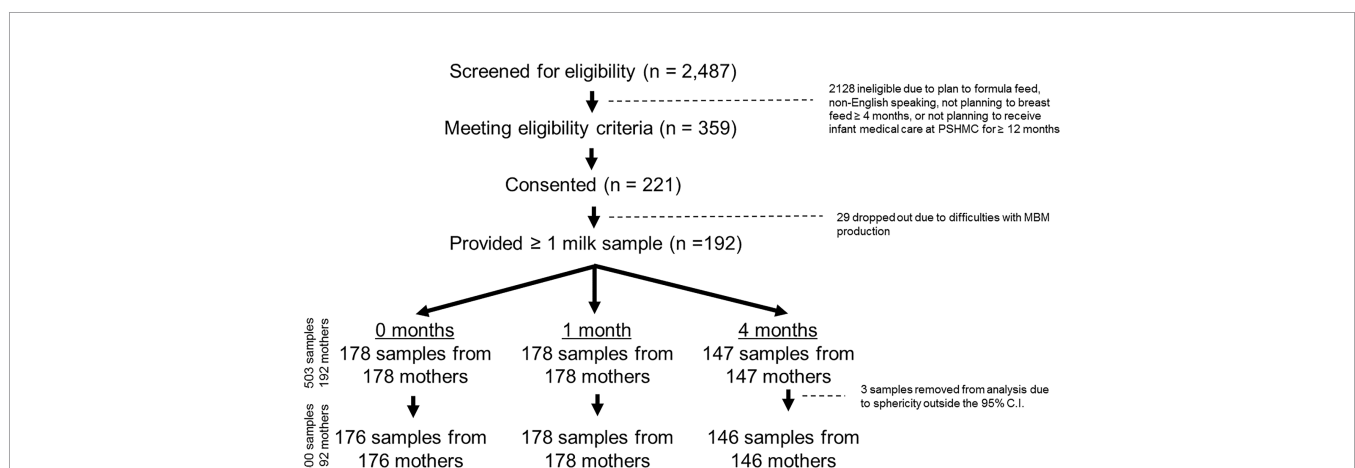 Screened for eligibility (n = 2,487)
2128 ineligible due to plan to formula feed,
non-English speaking, not planning to breast
feed ≥ 4 months, or not planning to receive
infant medical care at PSHMC for ≥ 12 months
Meeting eligibility criteria (n = 359)
Consented (n = 221)
29 dropped out due to difficulties with MBM
production
Provided ≥ 1 milk sample (n =192)
503 samples
192 mothers
0 months
178 samples from
178 mothers
1 month
178 samples from
178 mothers
4 months
147 samples from
147 mothers
3 samples removed from analysis due
to sphericity outside the 95% C.I.
00 samples
92 mothers
176 samples from
176 mothers
178 samples from
178 mothers
146 samples from
146 mothers